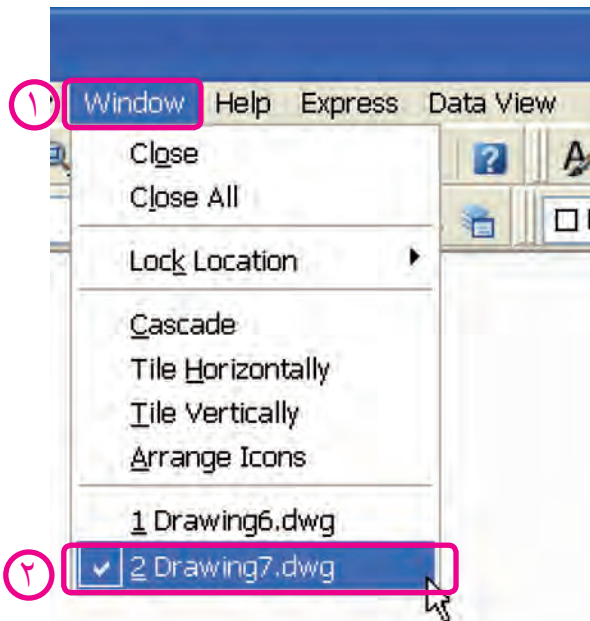 ۱ Window Help Express Data View
Close
Close All
Lock Location
Cascade
Tile Horizontally
Tile Vertically
Arrange Icons
1 Drawing6.dwg
۲ 2 Drawing7.dwg